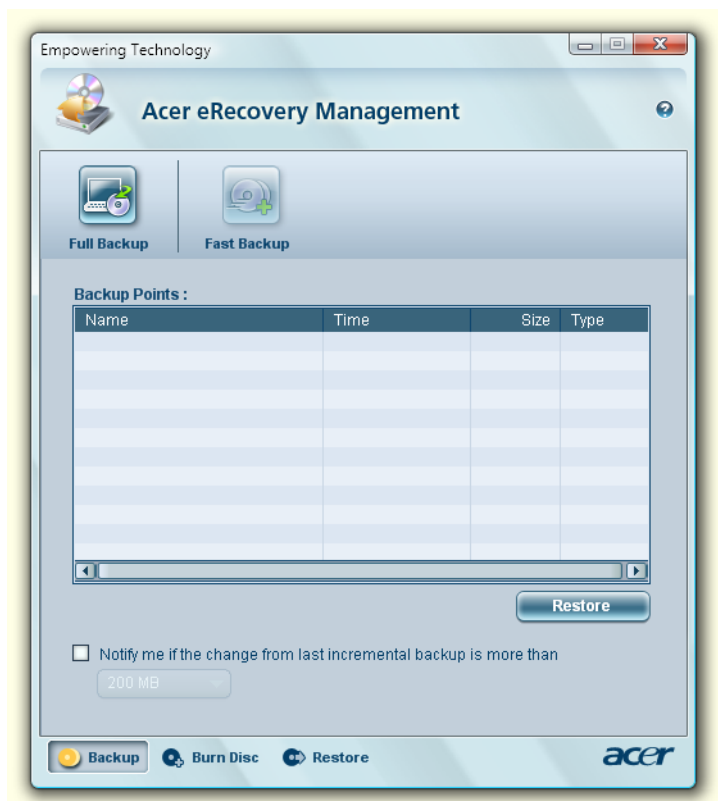 Empowering Technology
Acer eRecovery Management
Full Backup
Fast Backup
Backup Points :
Name Time Size Type
Restore
Notify me if the change from last incremental backup is more than
200 MB
Backup Burn Disc Restore acer